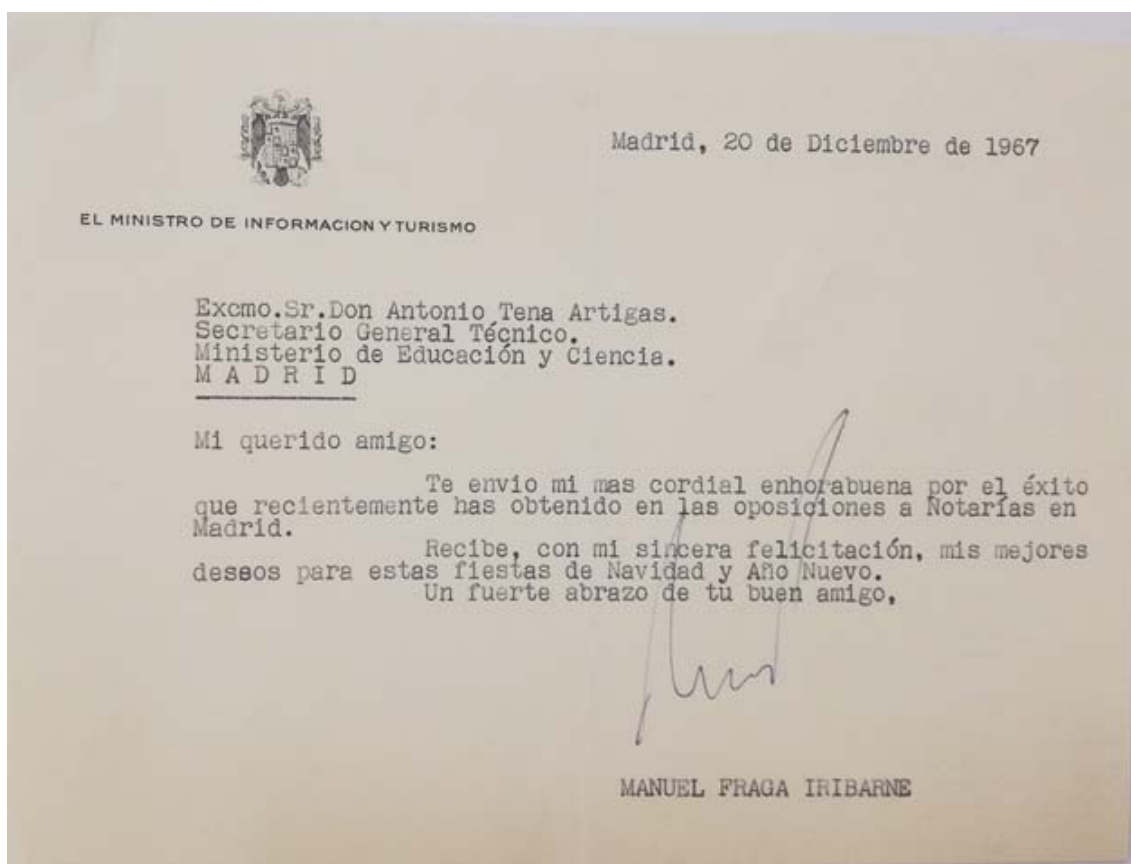 Madrid, 20 de Diciembre de 1967
EL MINISTRO DE INFORMACION Y TURISMO
Excmo.Sr.Don Antonio Tena Artigas.
Secretario General Técnico.
Ministerio de Educación y Ciencia.
M A D R I D
Mi querido amigo:
Te envio mi mas cordial enhorabuena por el éxito
que recientemente has obtenido en las oposiciones a Notarías en
Madrid.
Recibe, con mi sincera felicitación, mis mejores
deseos para estas fiestas de Navidad y Año Nuevo.
Un fuerte abrazo de tu buen amigo,
MANUEL FRAGA IRIBARNE